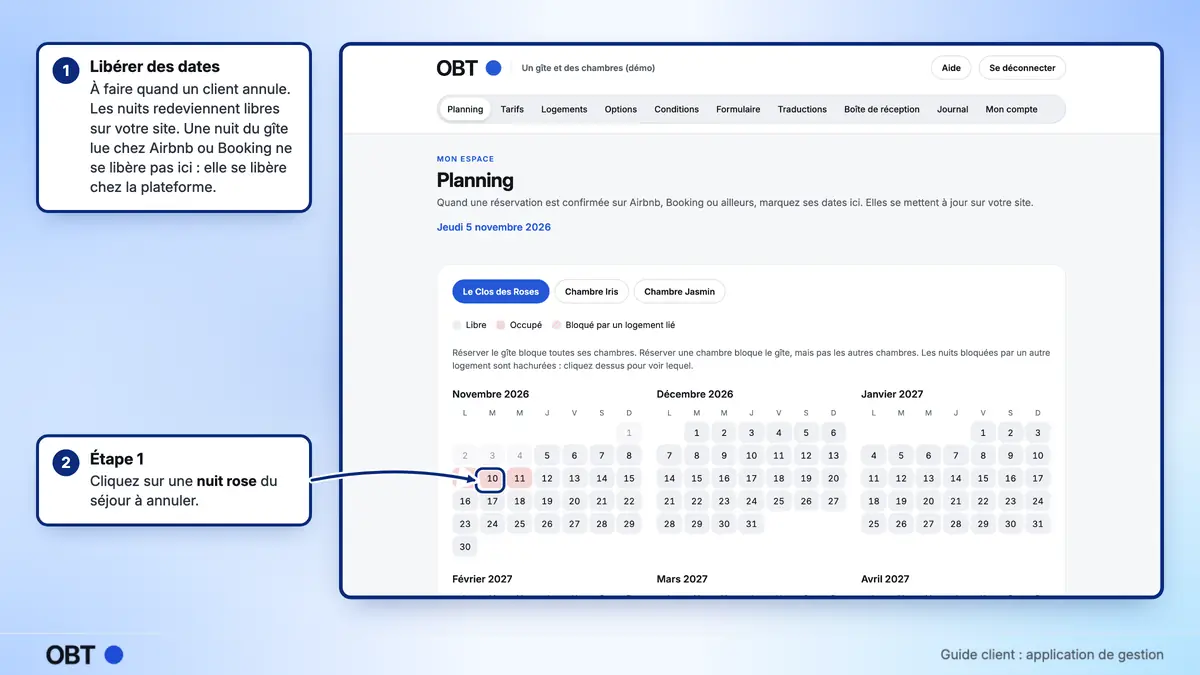 1
Libérer des dates
À faire quand un client annule.
Les nuits redeviennent libres
sur votre site. Une nuit du gîte
lue chez Airbnb ou Booking ne
se libère pas ici : elle se libère
chez la plateforme.
2
Étape 1
Cliquez sur une nuit rose du
séjour à annuler.
OBT
Un gîte et des chambres (démo)
Aide
Se déconnecter
Planning Tarifs Logements Options Conditions Formulaire Traductions Boîte de réception Journal Mon compte
MON ESPACE
Planning
Quand une réservation est confirmée sur Airbnb, Booking ou ailleurs, marquez ses dates ici. Elles se mettent à jour sur votre site.
Jeudi 5 novembre 2026
Le Clos des Roses Chambre Iris Chambre Jasmin
Libre Occupé Bloqué par un logement lié
Réserver le gîte bloque toutes ses chambres. Réserver une chambre bloque le gîte, mais pas les autres chambres. Les nuits bloquées par un autre
logement sont hachurées : cliquez dessus pour voir lequel.
Novembre 2026
L M M J V S D
1
2 3 4 5 6 7 8
10 11 12 13 14 15
16 17 18 19 20 21 22
23 24 25 26 27 28 29
30
Décembre 2026
L M M J V S D
1 2 3 4 5 6
7 8 9 10 11 12 13
14 15 16 17 18 19 20
21 22 23 24 25 26 27
28 29 30 31
Janvier 2027
L M M J V S D
1 2 3
4 5 6 7 8 9 10
11 12 13 14 15 16 17
18 19 20 21 22 23 24
25 26 27 28 29 30 31
Février 2027
Mars 2027
Avril 2027
OBT
Guide client : application de gestion